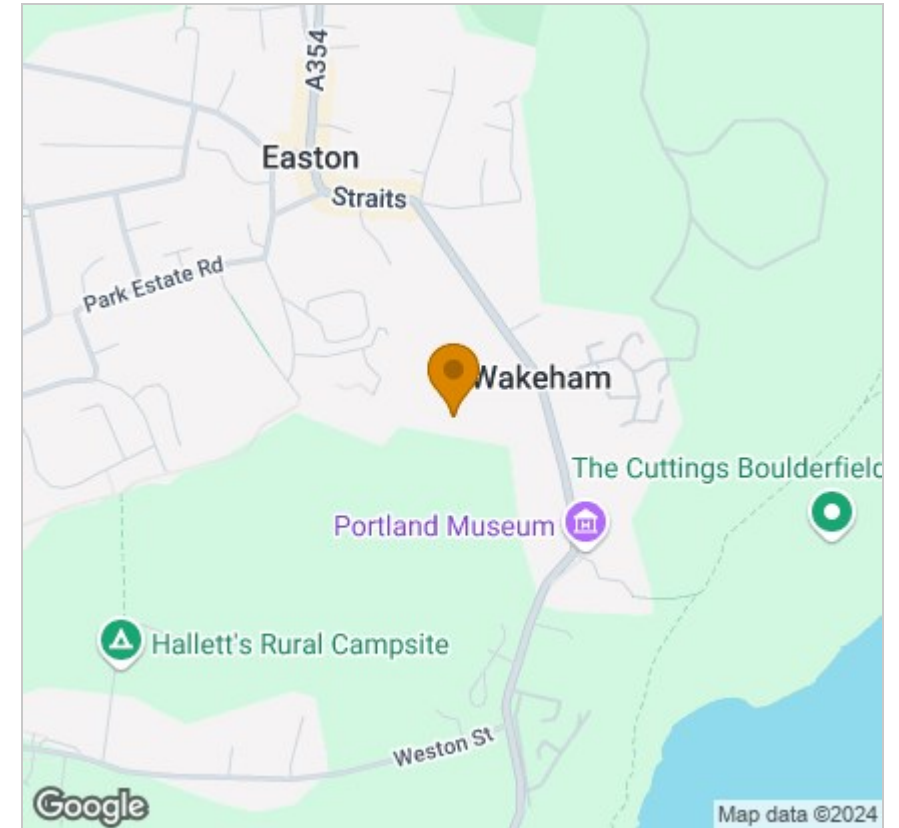 A354
Easton
Straits
Park Estate Rd
Wakeham
The Cuttings Boulderfield
Portland Museum
Hallett's Rural Campsite
Weston St
Google
Map data ©2024